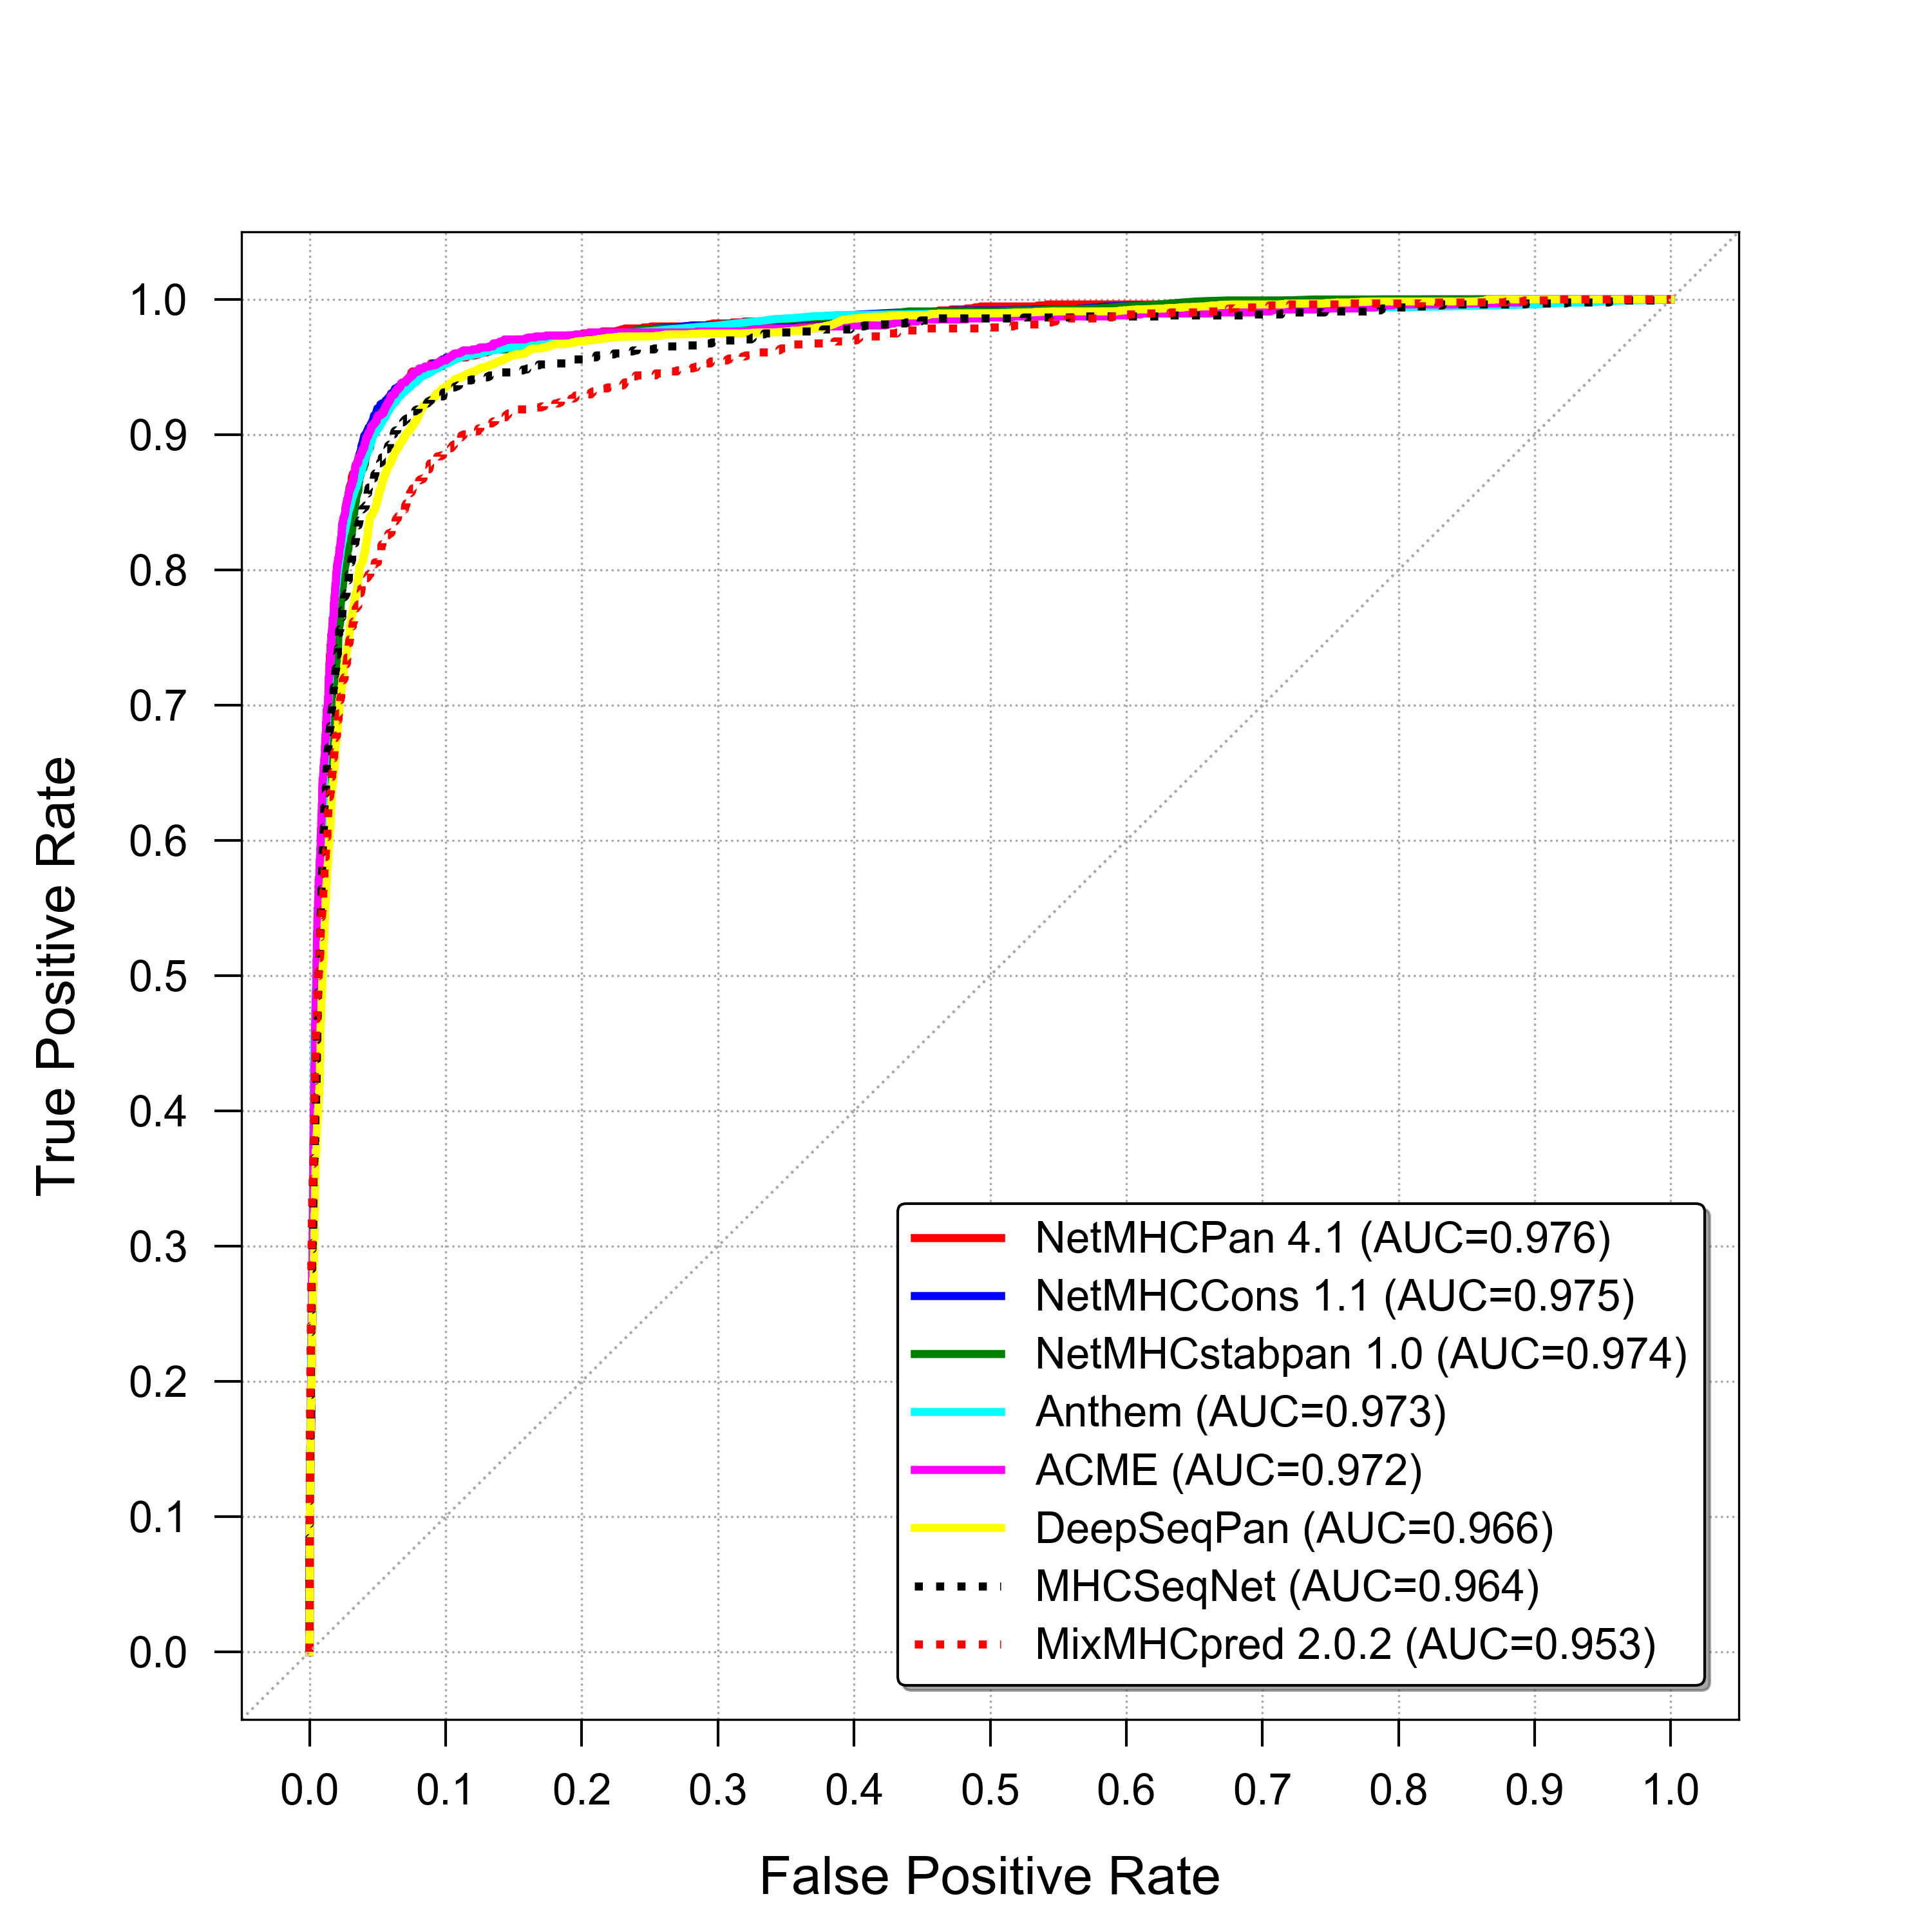 1.0
0.9
0.8
0.7
0.6
0.5
0.4
0.3
0.2
0.1
0.0
True Positive Rate
NetMHCPan 4.1 (AUC=0.976)
NetMHCCons 1.1 (AUC=0.975)
NetMHCstabpan 1.0 (AUC=0.974)
Anthem (AUC=0.973)
ACME (AUC=0.972)
DeepSeqPan (AUC=0.966)
MHCSeqNet (AUC=0.964)
MixMHCpred 2.0.2 (AUC=0.953)
0.0 0.1 0.2 0.3 0.4 0.5 0.6 0.7 0.8 0.9 1.0
False Positive Rate